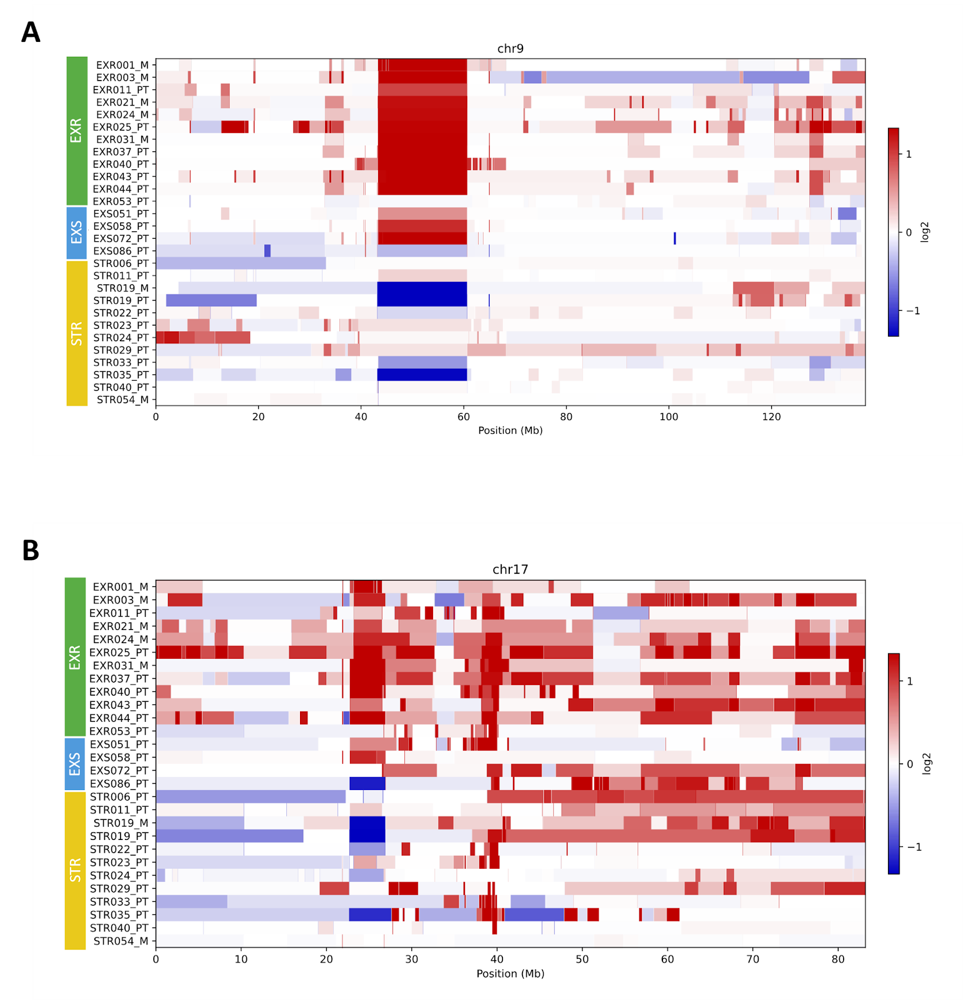 A
chr9
EXR
EXS
STR
EXR001_M
EXR003_M
EXR011_PT
EXR021_M
EXR024_M
EXR025_PT
EXR031_M
EXR037_PT
EXR040_PT
EXR043_PT
EXR044_PT
EXR053_PT
EXS051_PT
EXS058_PT
EXS072_PT
EXS086_PT
STR006_PT
STR011_PT
STR019_M
STR019_PT
STR022_PT
STR023_PT
STR024_PT
STR029_PT
STR033_PT
STR035_PT
STR040_PT
STR054_M
0 20 40 60 80 100 120
Position (Mb)
1
0
−1
log2
B
chr17
EXR
EXS
STR
EXR001_M
EXR003_M
EXR011_PT
EXR021_M
EXR024_M
EXR025_PT
EXR031_M
EXR037_PT
EXR040_PT
EXR043_PT
EXR044_PT
EXR053_PT
EXS051_PT
EXS058_PT
EXS072_PT
EXS086_PT
STR006_PT
STR011_PT
STR019_M
STR019_PT
STR022_PT
STR023_PT
STR024_PT
STR029_PT
STR033_PT
STR035_PT
STR040_PT
STR054_M
0 10 20 30 40 50 60 70 80
Position (Mb)
1
0
−1
log2